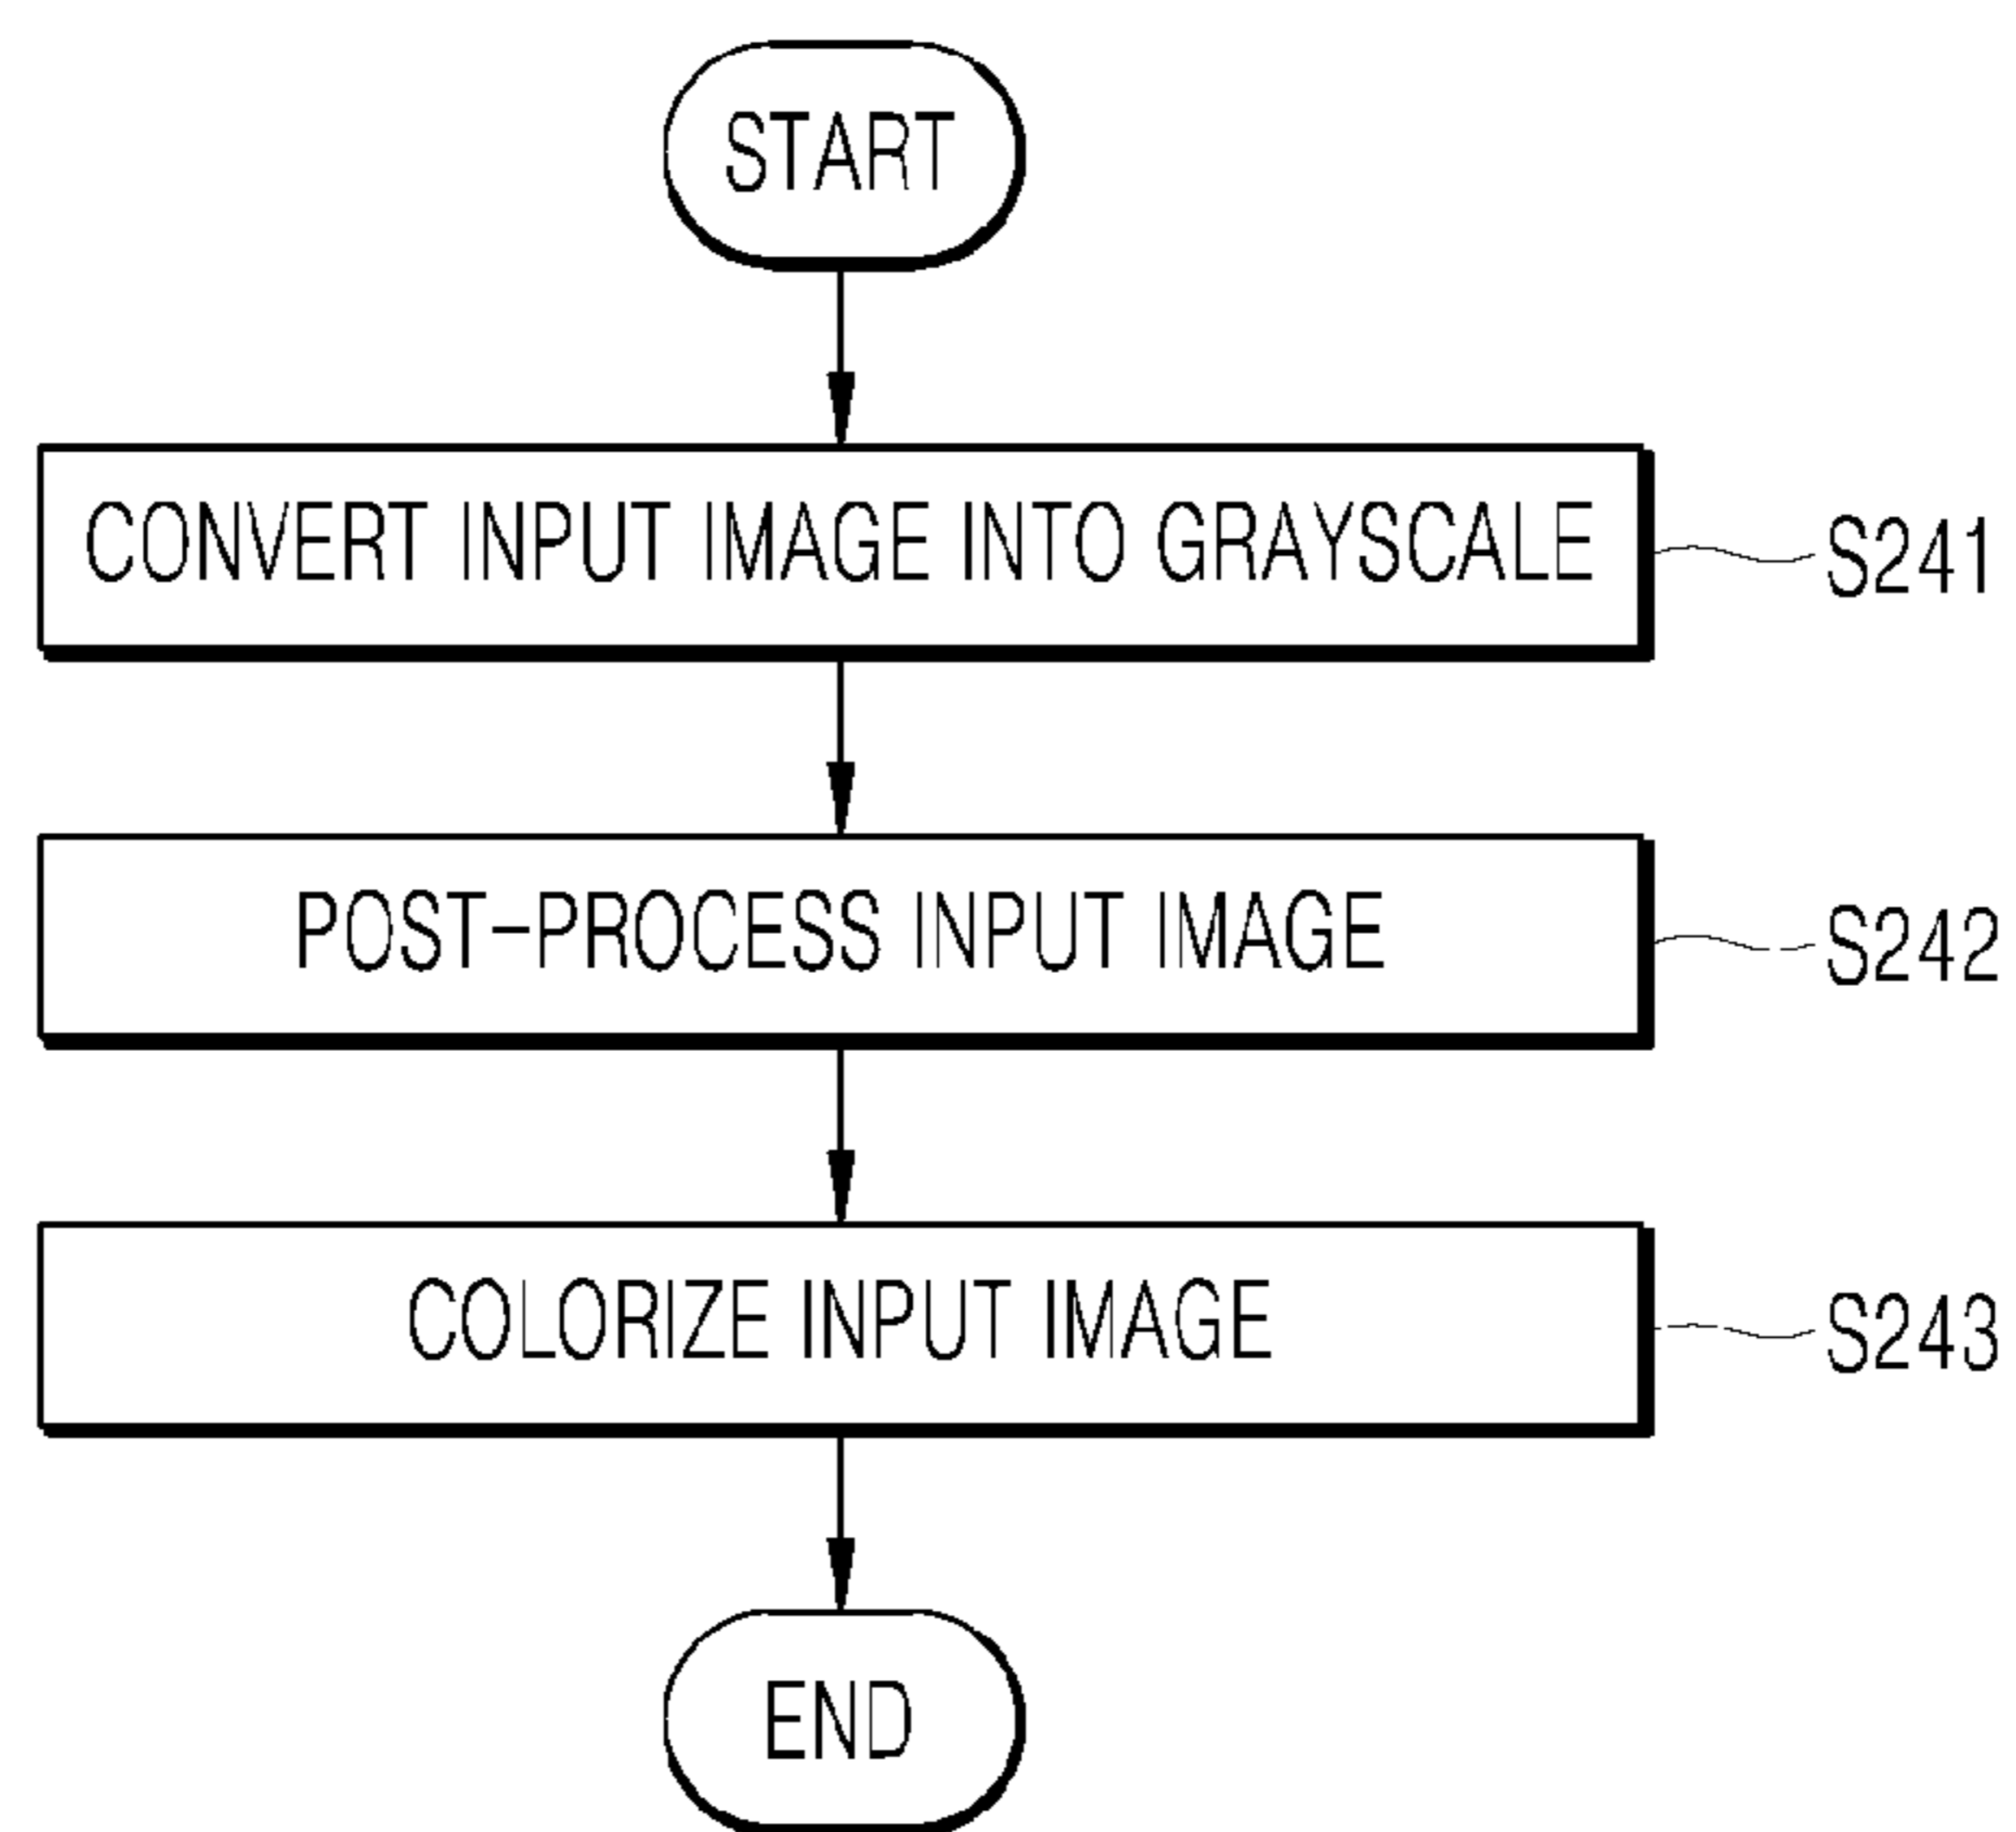 START
CONVERT INPUT IMAGE INTO GRAYSCALE
S241
POST-PROCESS INPUT IMAGE
S242
COLORIZE INPUT IMAGE
S243
END